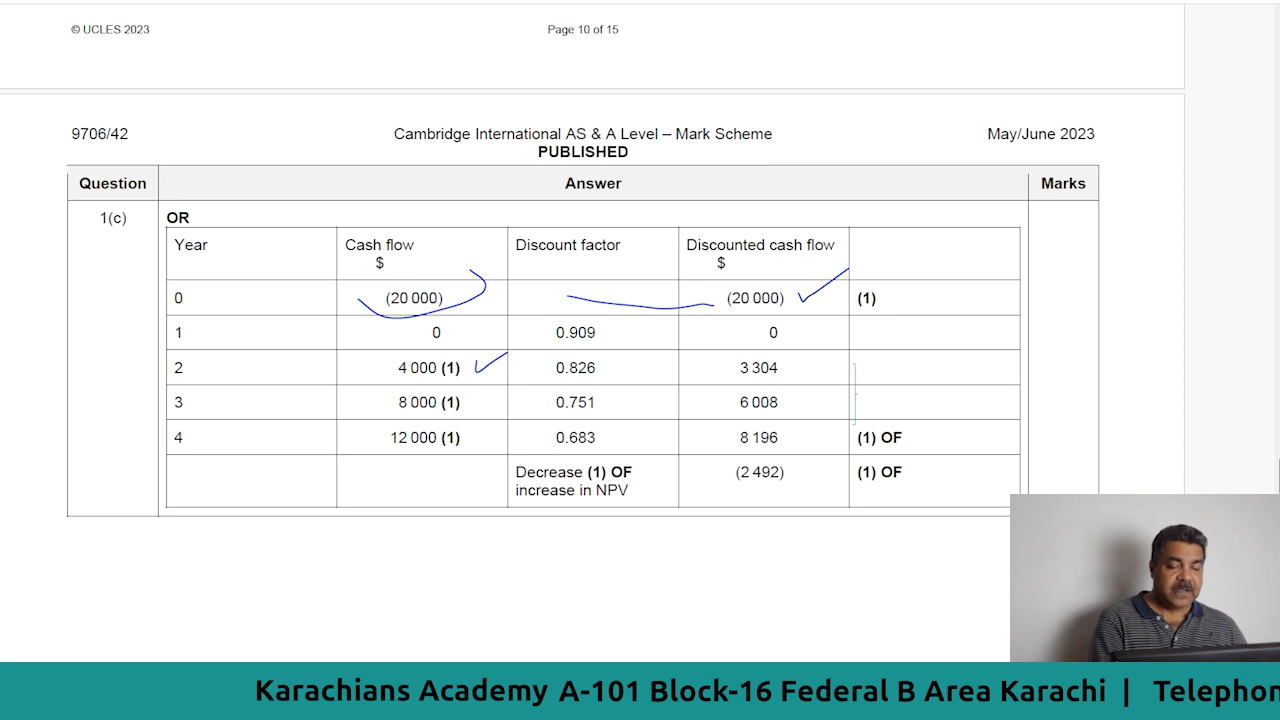 © UCLES 2023 Page 10 of 15
9706/42 Cambridge International AS & A Level – Mark Scheme May/June 2023
PUBLISHED
Question Answer Marks
1(c) OR
Year Cash flow Discount factor Discounted cash flow
$ $
0 (20 000) (20 000) (1)
1 0 0.909 0
2 4 000 (1) 0.826 3 304
3 8 000 (1) 0.751 6 008
4 12 000 (1) 0.683 8 196 (1) OF
Decrease (1) OF (2 492) (1) OF
increase in NPV
Karachians Academy A-101 Block-16 Federal B Area Karachi | Telephon